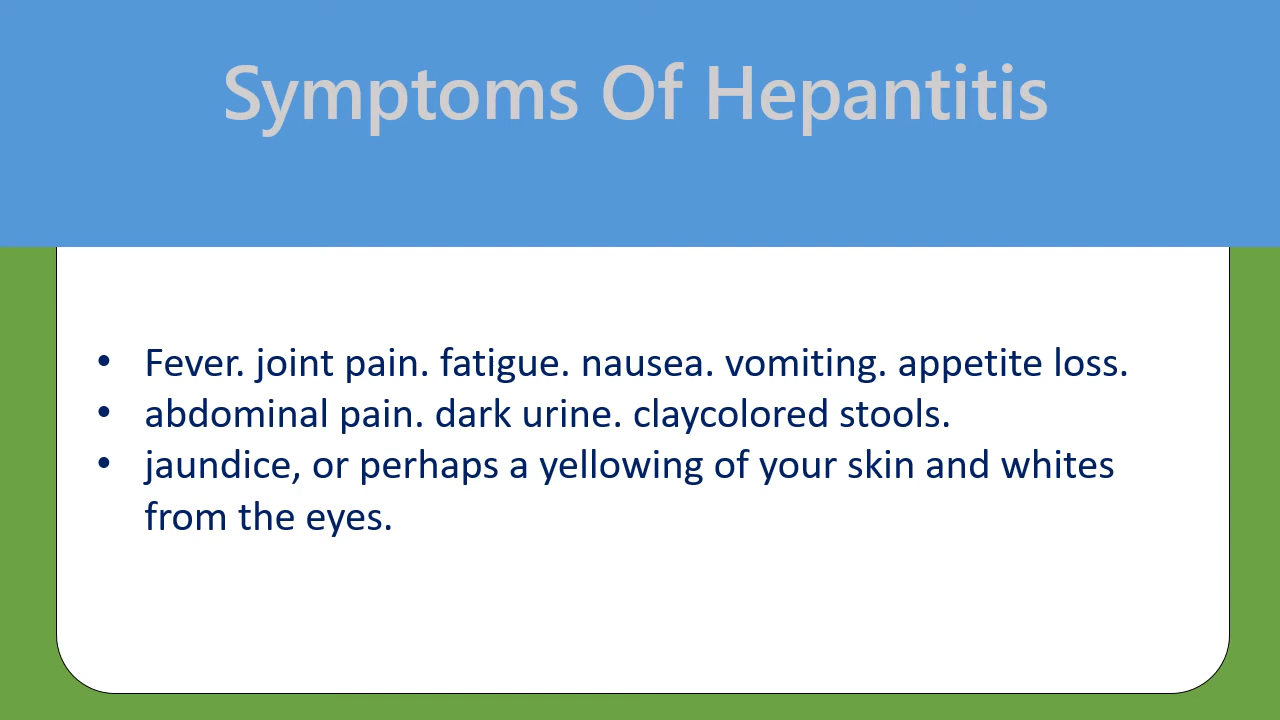 Symptoms Of Hepantitis
• Fever. joint pain. fatigue. nausea. vomiting. appetite loss.
• abdominal pain. dark urine. claycolored stools.
• jaundice, or perhaps a yellowing of your skin and whites
from the eyes.